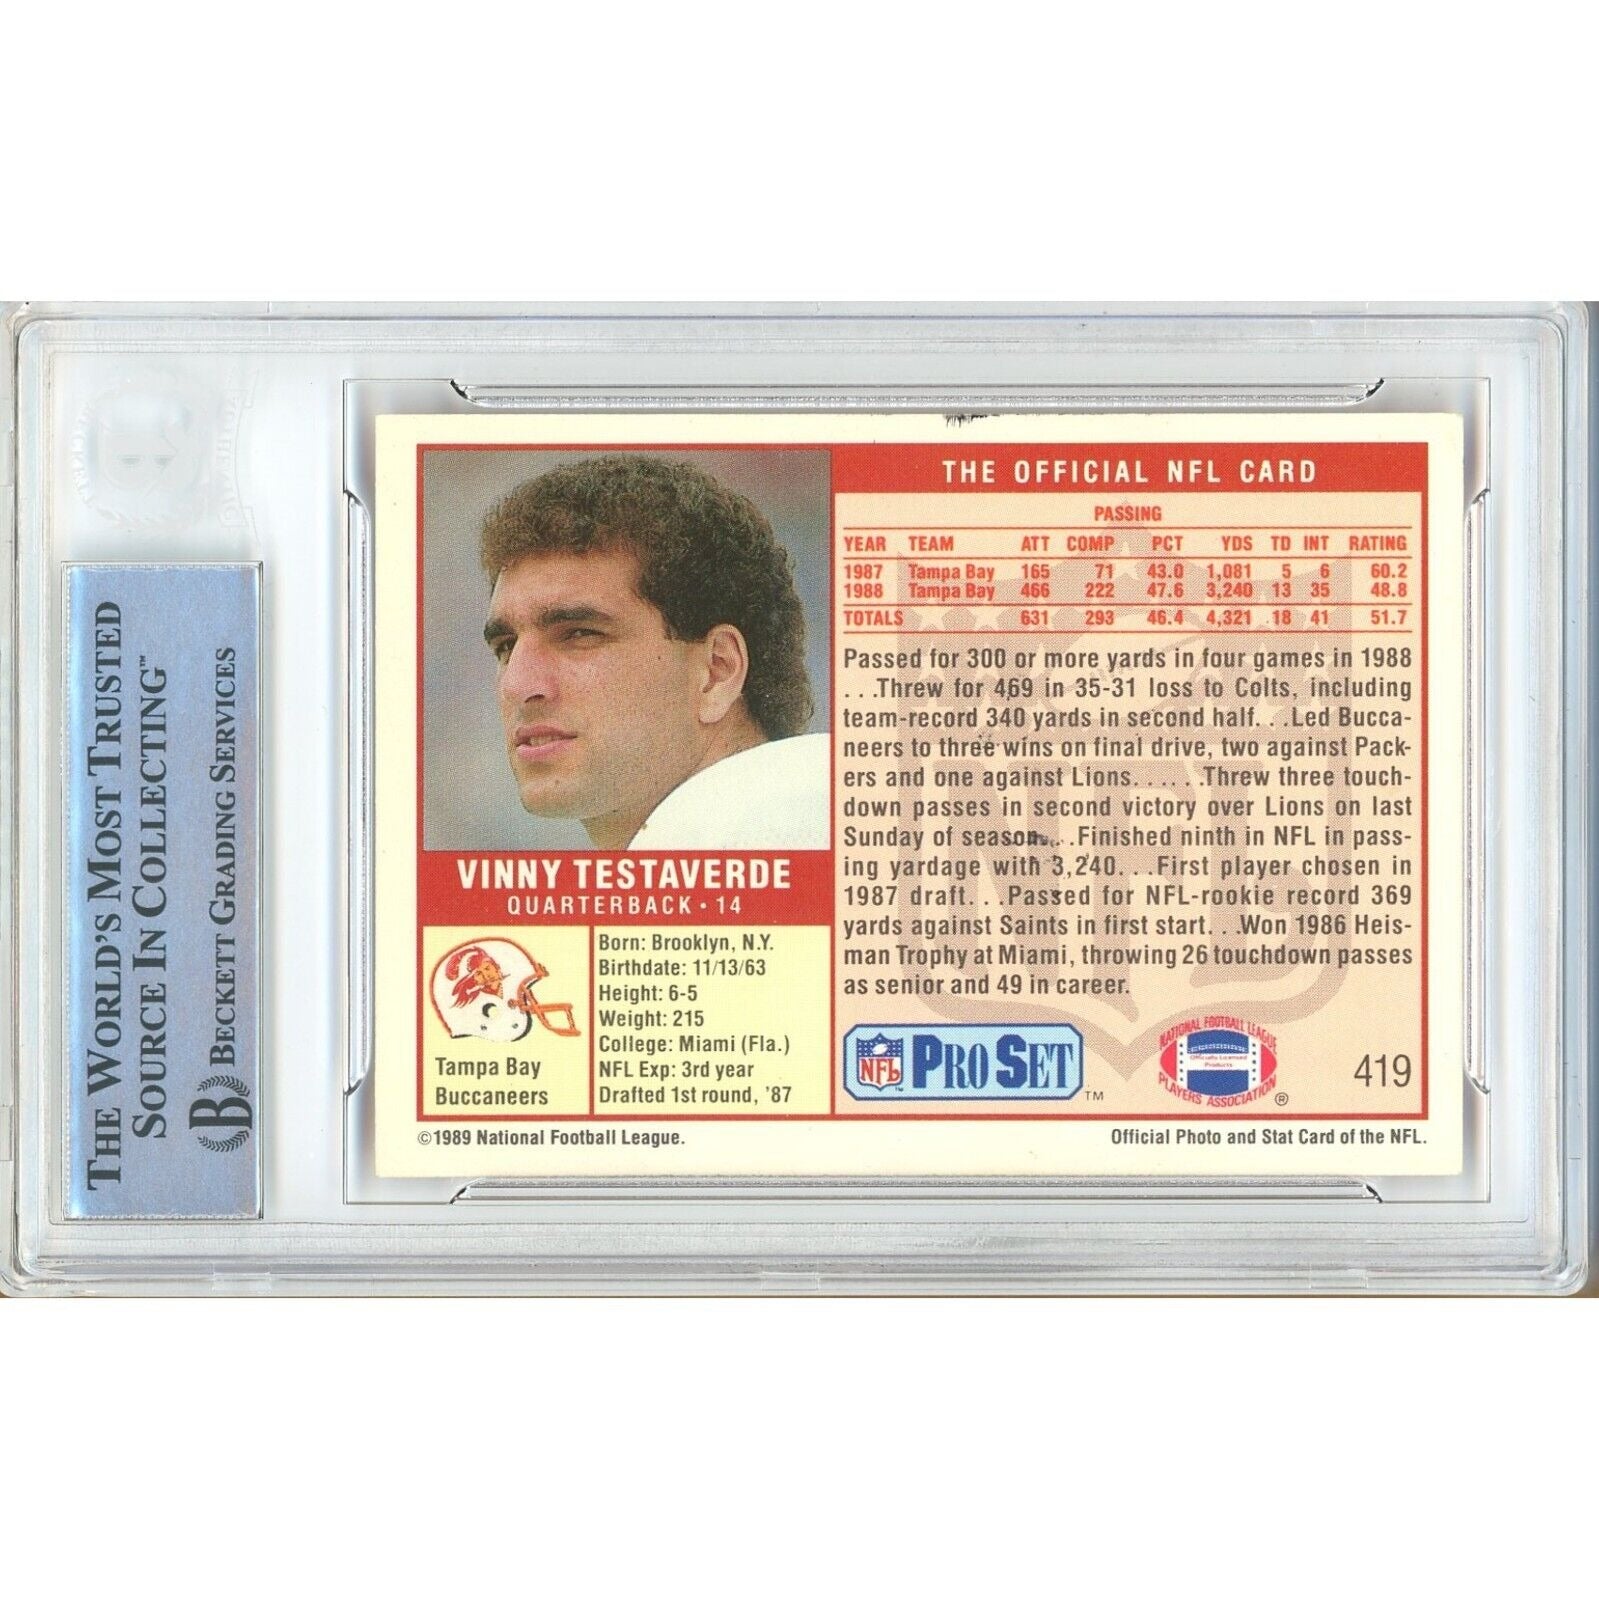 THE WORLD'S MOST TRUSTED
SOURCE IN COLLECTING™
BECKETT GRADING SERVICES
THE OFFICIAL NFL CARD
PASSING
YEAR TEAM ATT COMP PCT YDS TD INT RATING
1987 Tampa Bay 165 71 43.0 1,081 5 6 60.2
1988 Tampa Bay 466 222 47.6 3,240 13 35 48.8
TOTALS 631 293 46.4 4,321 18 41 51.7
Passed for 300 or more yards in four games in 1988
...Threw for 469 in 35-31 loss to Colts, including
team-record 340 yards in second half...Led Bucca-
neers to three wins on final drive, two against Pack-
ers and one against Lions......Threw three touch-
down passes in second victory over Lions on last
Sunday of season...Finished ninth in NFL in pass-
ing yardage with 3,240...First player chosen in
1987 draft...Passed for NFL-rookie record 369
yards against Saints in first start...Won 1986 Heis-
man Trophy at Miami, throwing 26 touchdown passes
as senior and 49 in career.
VINNY TESTAVERDE
QUARTERBACK • 14
Tampa Bay
Buccaneers
Born: Brooklyn, N.Y.
Birthdate: 11/13/63
Height: 6-5
Weight: 215
College: Miami (Fla.)
NFL Exp: 3rd year
Drafted 1st round, '87
NFL PRO SET ™
NATIONAL FOOTBALL LEAGUE
Officially Licensed
Products
PLAYERS ASSOCIATION ®
419
©1989 National Football League.
Official Photo and Stat Card of the NFL.